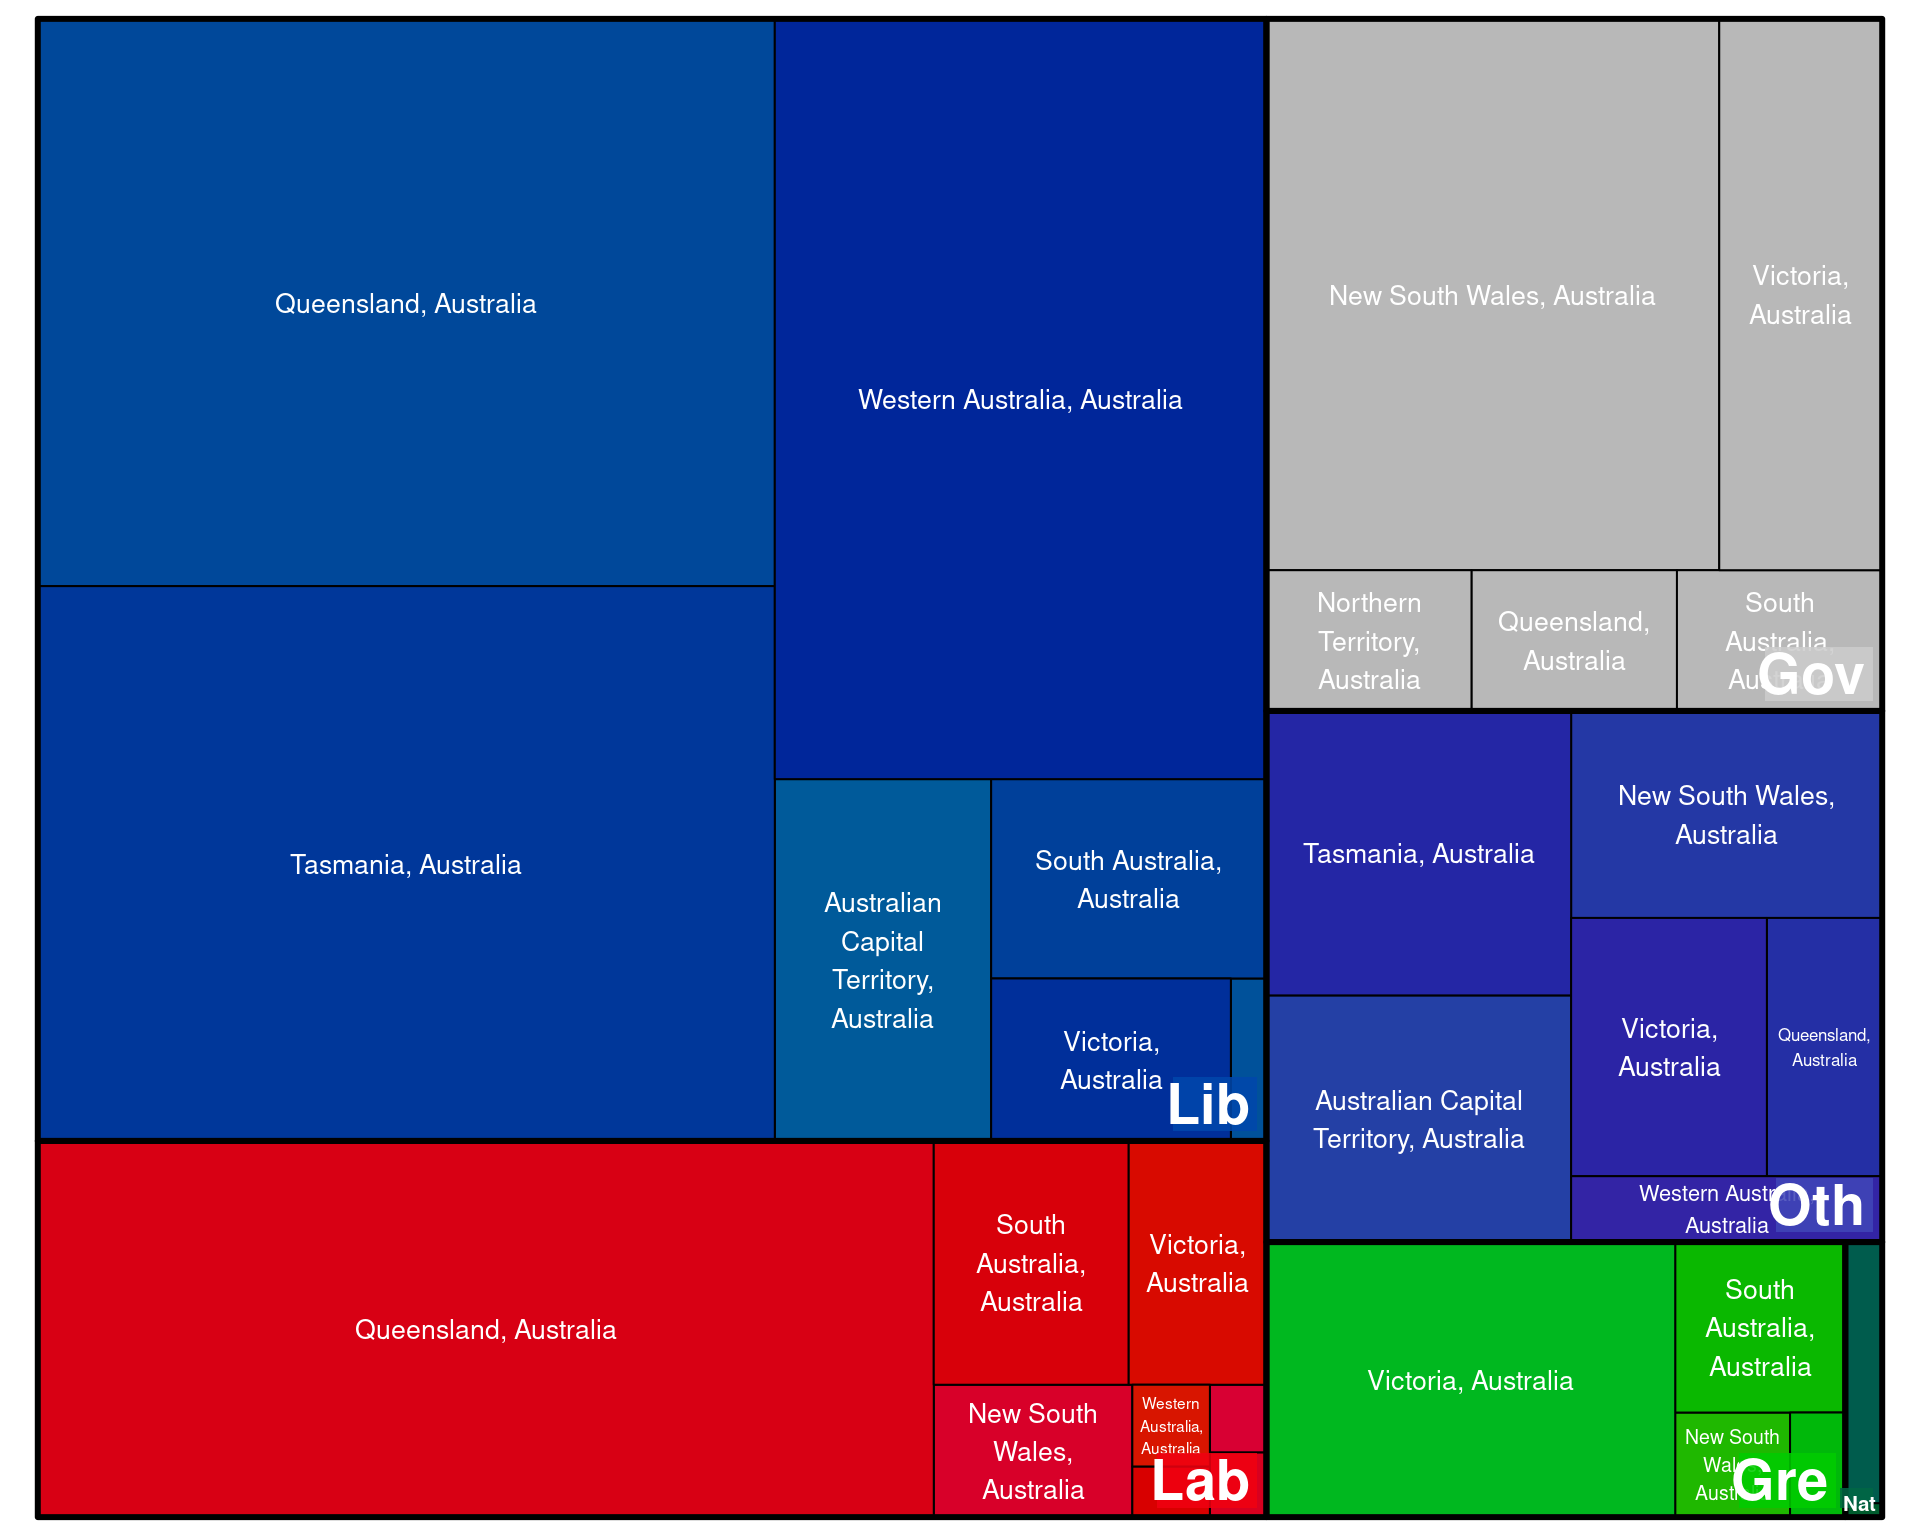 Queensland, Australia
Tasmania, Australia
Western Australia, Australia
Australian
Capital
Territory,
Australia
South Australia,
Australia
Victoria,
Australia
Lib
New South Wales, Australia
Victoria,
Australia
Northern
Territory,
Australia
Queensland,
Australia
South
Australia,
Gov
Tasmania, Australia
Australian Capital
Territory, Australia
New South Wales,
Australia
Victoria,
Australia
Queensland,
Australia
Western
Australia
Oth
Queensland, Australia
South
Australia,
Australia
Victoria,
Australia
New South
Wales,
Australia
Western
Australia,
Australia
Lab
Victoria, Australia
South
Australia,
Australia
New South
Gre
Nat